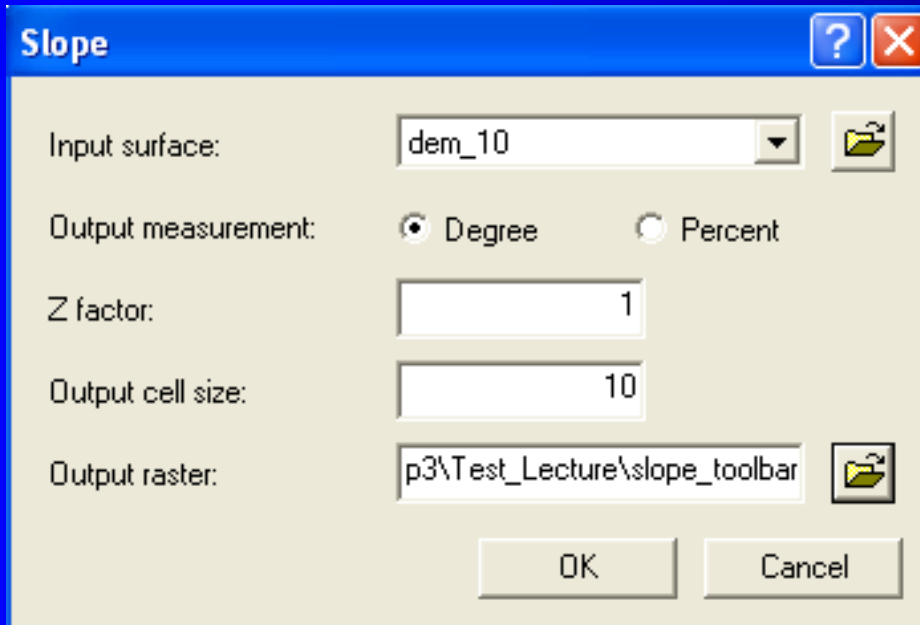 Slope
Input surface: dem_10
Output measurement: Degree Percent
Z factor: 1
Output cell size: 10
Output raster: p3\Test_Lecture\slope_toolbar
OK Cancel